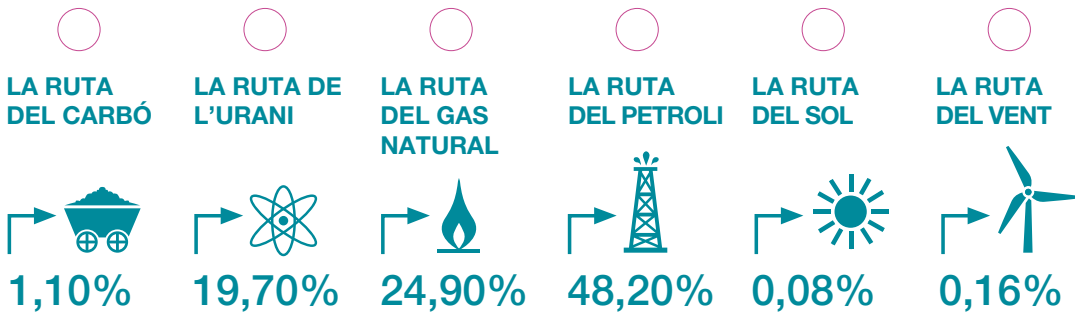 LA RUTA
DEL CARBÓ
1,10%
LA RUTA DE
L'URANI
19,70%
LA RUTA
DEL GAS
NATURAL
24,90%
LA RUTA
DEL PETROLI
48,20%
LA RUTA
DEL SOL
0,08%
LA RUTA
DEL VENT
0,16%